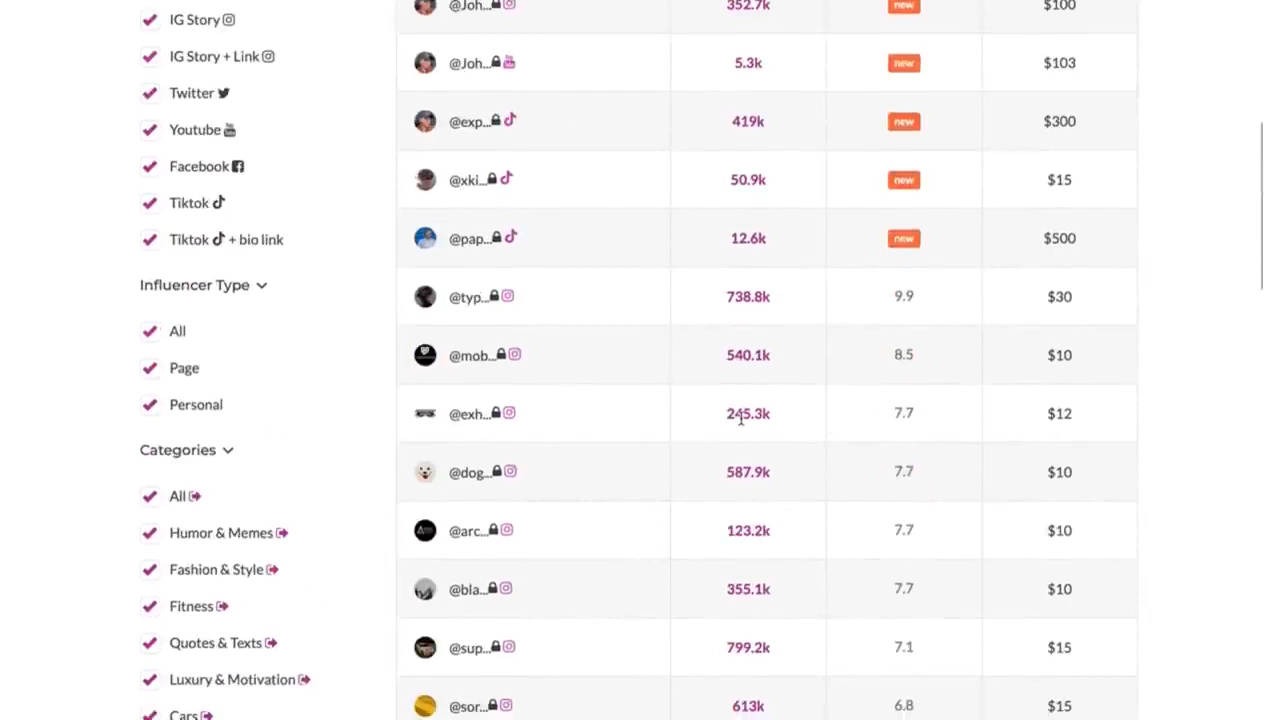 IG Story
IG Story + Link
Twitter
Youtube
Facebook
Tiktok
Tiktok + bio link
Influencer Type
All
Page
Personal
Categories
All
Humor & Memes
Fashion & Style
Fitness
Quotes & Texts
Luxury & Motivation
Cars
@Joh... 352.7k new $100
@Joh... 5.3k new $103
@exp... 419k new $300
@xki... 50.9k new $15
@pap... 12.6k new $500
@typ... 738.8k 9.9 $30
@mob... 540.1k 8.5 $10
@exh... 245.3k 7.7 $12
@dog... 587.9k 7.7 $10
@arc... 123.2k 7.7 $10
@bla... 355.1k 7.7 $10
@sup... 799.2k 7.1 $15
@sor... 613k 6.8 $15